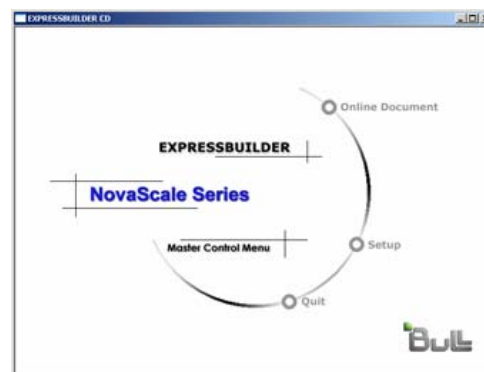 EXPRESSBUILDER CD
Online Document
EXPRESSBUILDER
NovaScale Series
Master Control Menu
Setup
Quit
Bull